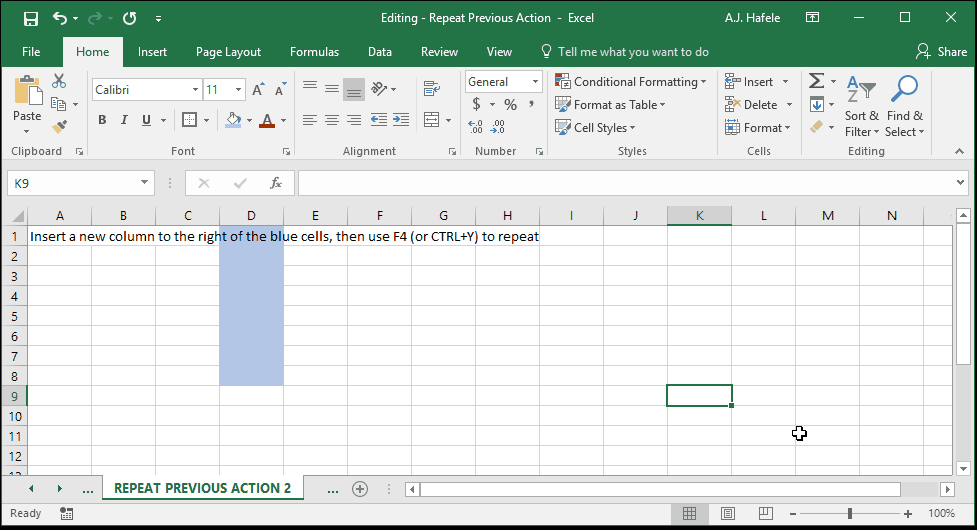 Editing - Repeat Previous Action - Excel
A.J. Hafele
File Home Insert Page Layout Formulas Data Review View Tell me what you want to do Share
Paste
Clipboard
Calibri 11 A A
B I U A
Font
Alignment
General
$ % ,
.00 .00
Number
Conditional Formatting
Format as Table
Cell Styles
Styles
Insert
Delete
Format
Cells
Σ
A
Z
Sort &
Filter
Find &
Select
Editing
K9
fx
A B C D E F G H I J K L M N
1 Insert a new column to the right of the blue cells, then use F4 (or CTRL+Y) to repeat
2
3
4
5
6
7
8
9
10
11
12
... REPEAT PREVIOUS ACTION 2 ...
Ready
100%